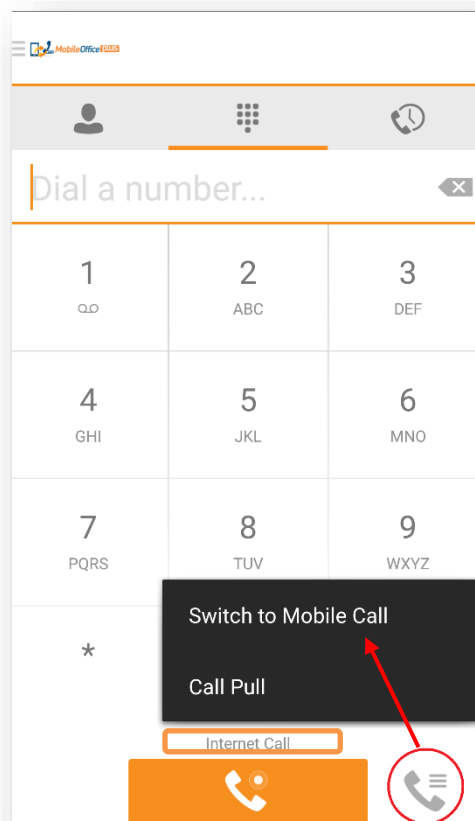 MobileOffice PLUS
Dial a number...
1
2
ABC
3
DEF
4
GHI
5
JKL
6
MNO
7
PQRS
8
TUV
9
WXYZ
*
Switch to Mobile Call
Call Pull
Internet Call